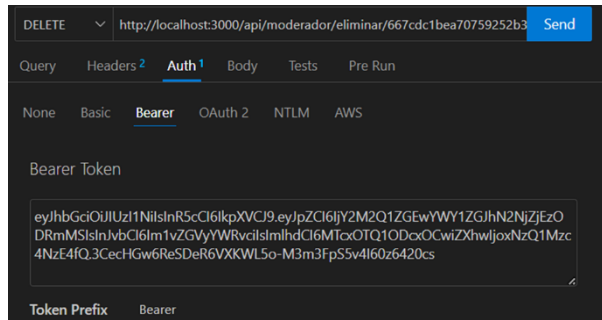 DELETE http://localhost:3000/api/moderador/eliminar/667cdc1bea70759252b3 Send
Query Headers 2 Auth 1 Body Tests Pre Run
None Basic Bearer OAuth 2 NTLM AWS
Bearer Token
eyJhbGciOiJIUzI1NiIsInR5cCI6IkpXVCJ9.eyJpZCI6IjY2M2Q1ZGEwYWY1ZGJhN2NjZjEzO
DRmMSIsInJvbCI6Im1vZGVyYWRvciIsImlhdCI6MTcxOTQ1ODcxOCwiZXhwIjoxNzQ1Mzc
4NzE4fQ.3CecHGw6ReSDeR6VXKWL5o-M3m3FpS5v4I60z6420cs
Token Prefix Bearer